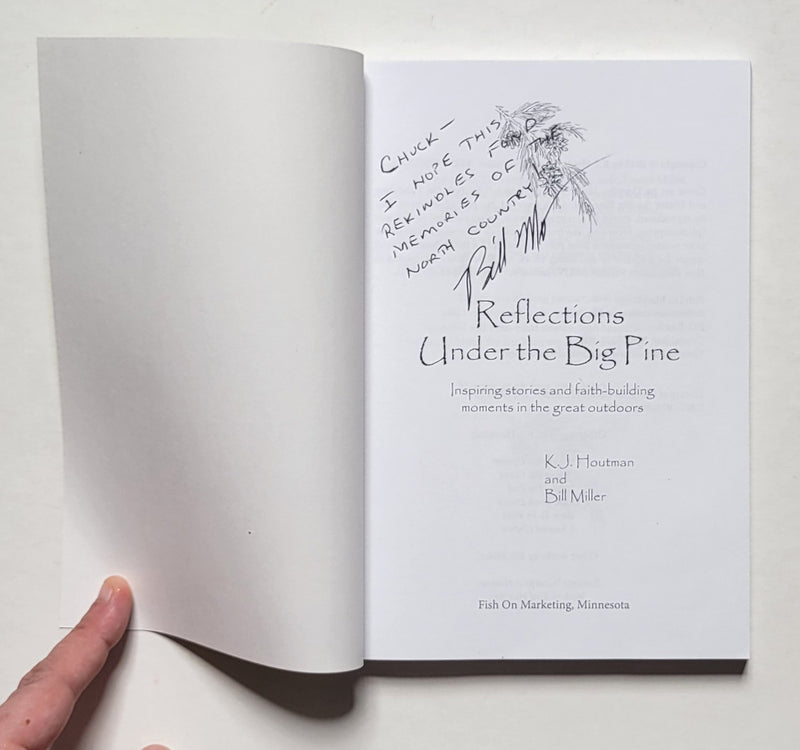 CHUCK —
I HOPE THIS
REKINDLES FOND
MEMORIES OF THE
NORTH COUNTRY!
Bill
Reflections
Under the Big Pine
Inspiring stories and faith-building
moments in the great outdoors
K.J. Houtman
and
Bill Miller
Fish On Marketing, Minnesota